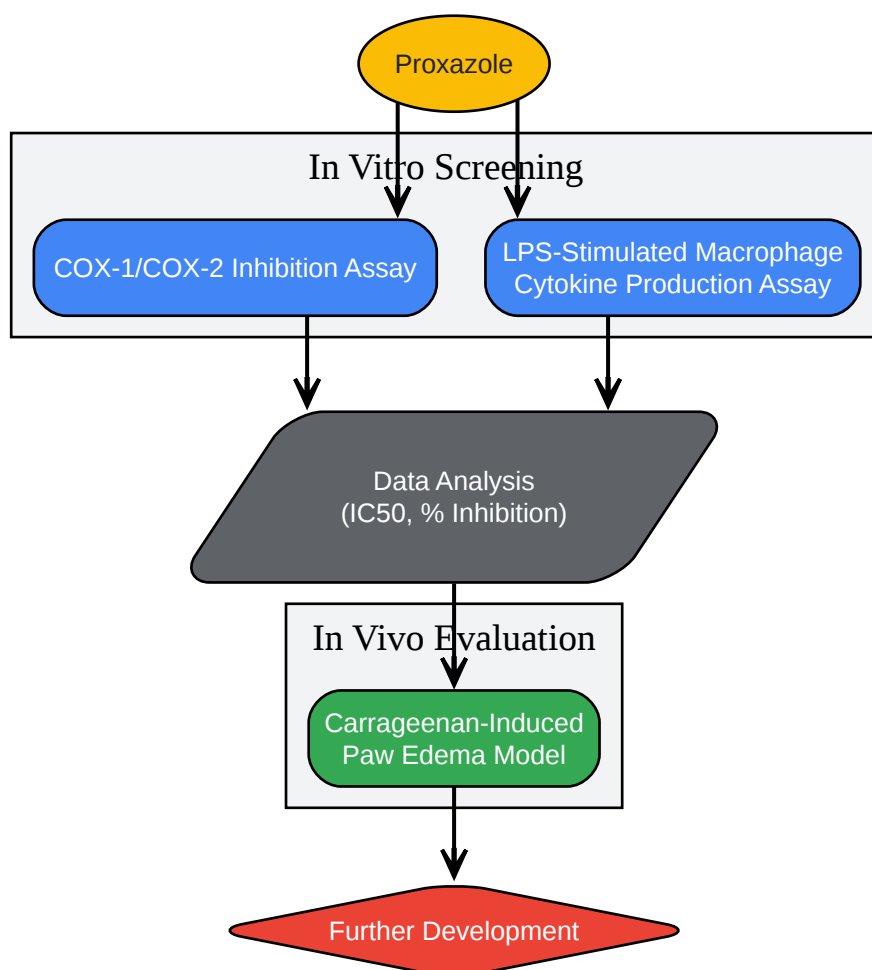 Proxazole
In Vitro Screening
COX-1/COX-2 Inhibition Assay
LPS-Stimulated Macrophage
Cytokine Production Assay
Data Analysis
(IC50, % Inhibition)
In Vivo Evaluation
Carrageenan-Induced
Paw Edema Model
Further Development